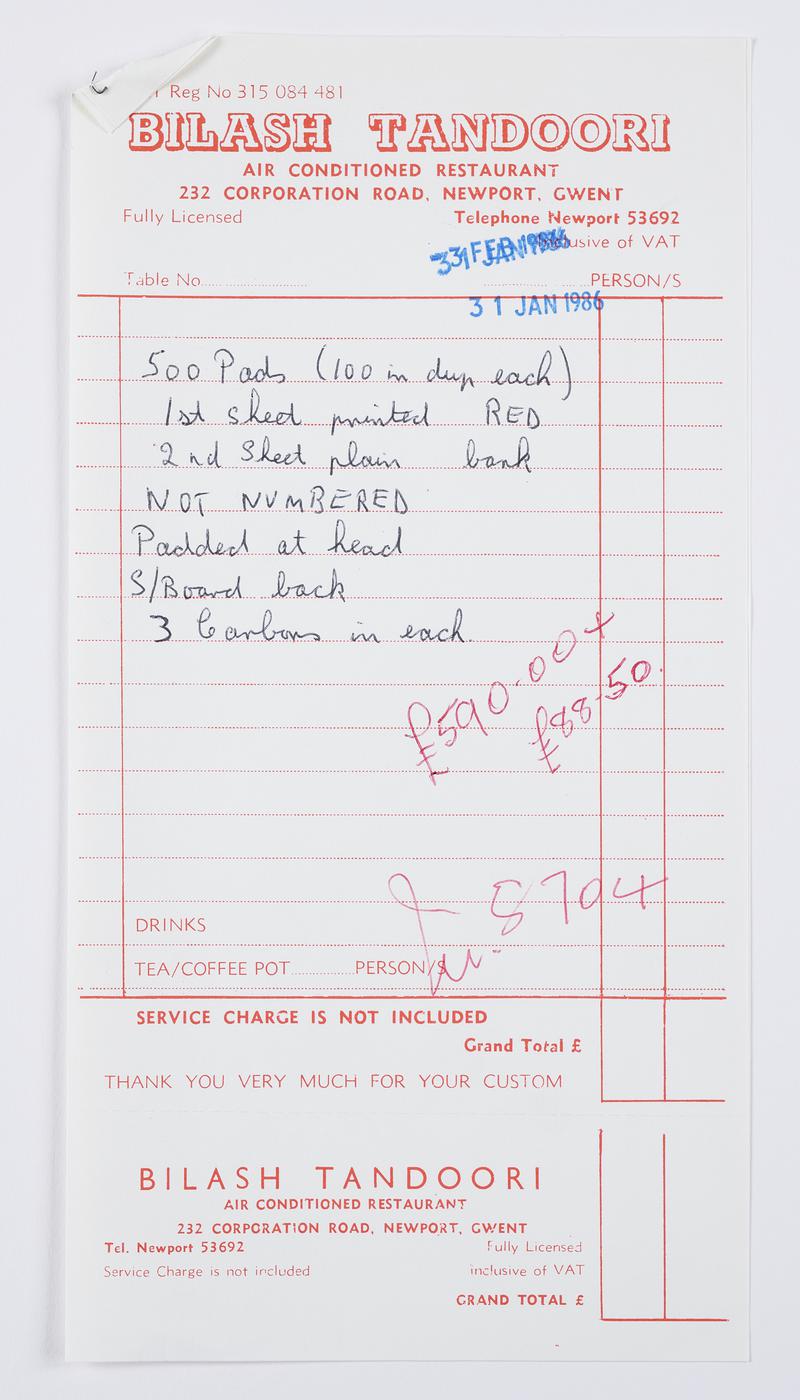 Reg No 315 084 481
BILASH TANDOORI
AIR CONDITIONED RESTAURANT
232 CORPORATION ROAD, NEWPORT, GWENT
Fully Licensed Telephone Newport 53692
of VAT
Table No. PERSON/S
31 JAN 1986
500 Pads (100 in dup each)
1st sheet printed RED
2nd Sheet plain bank
NOT NUMBERED
Padded at head
S/Board back
3 Carbons in each.
£590.00 +
£88.50.
8704
DRINKS
TEA/COFFEE POT PERSON/S
SERVICE CHARGE IS NOT INCLUDED
Grand Total £
THANK YOU VERY MUCH FOR YOUR CUSTOM
BILASH TANDOORI
AIR CONDITIONED RESTAURANT
232 CORPORATION ROAD, NEWPORT, GWENT
Tel. Newport 53692 Fully Licensed
Service Charge is not included inclusive of VAT
GRAND TOTAL £